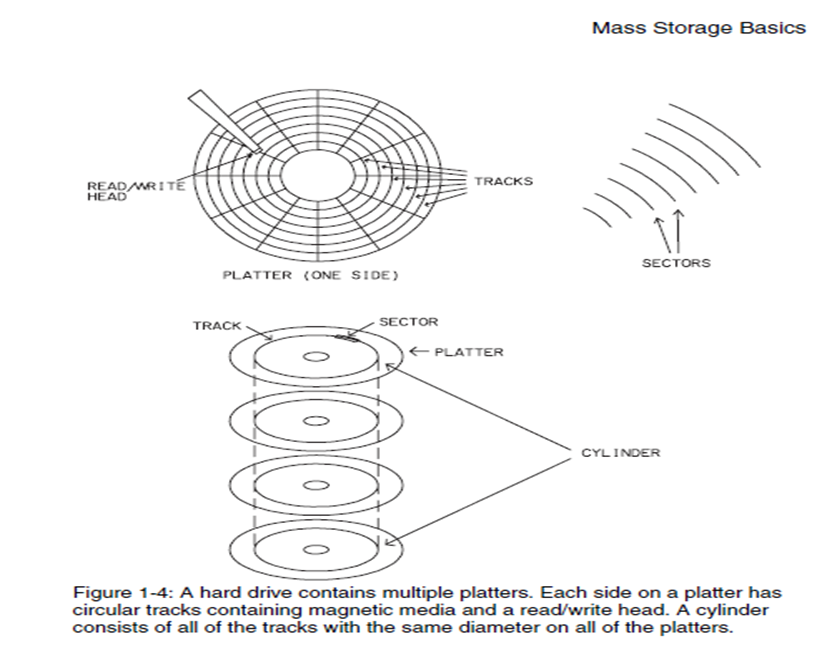 Mass Storage Basics
READ/WRITE
HEAD
TRACKS
PLATTER (ONE SIDE)
SECTORS
TRACK
SECTOR
PLATTER
CYLINDER
Figure 1-4: A hard drive contains multiple platters. Each side on a platter has
circular tracks containing magnetic media and a read/write head. A cylinder
consists of all of the tracks with the same diameter on all of the platters.